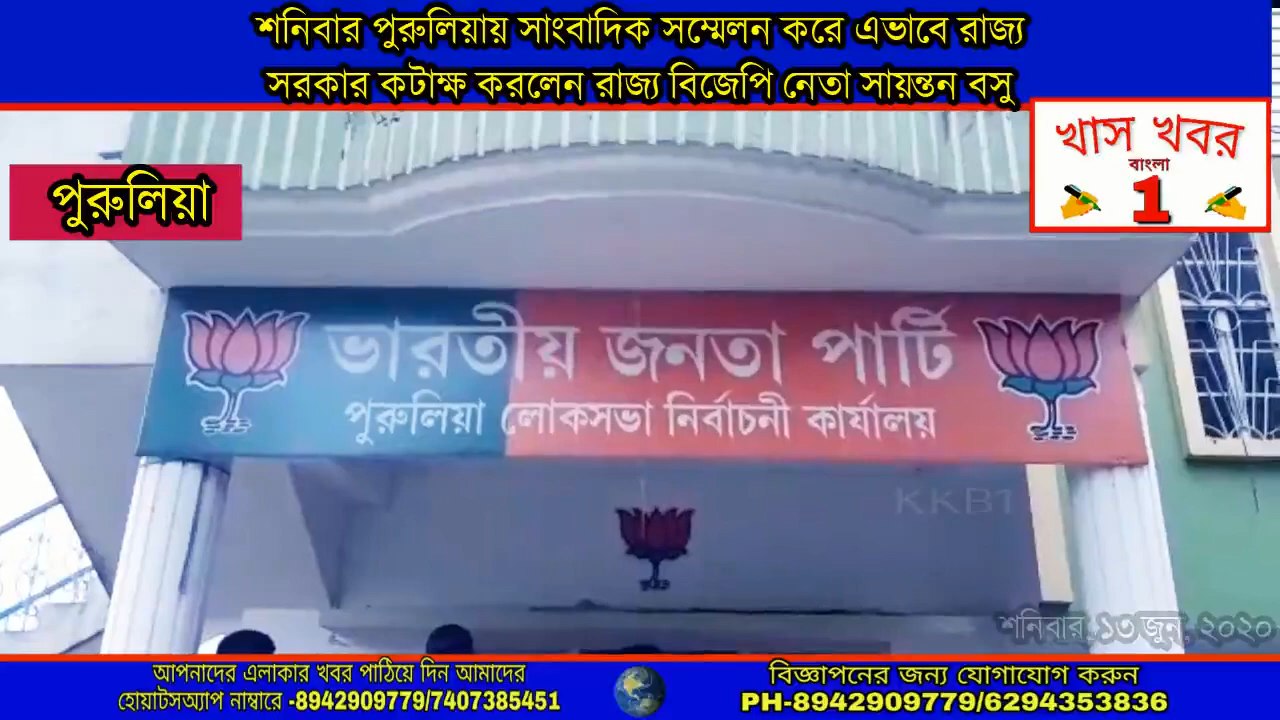 শনিবার পুরুলিয়ায় সাংবাদিক সম্মেলন করে এভাবে রাজ্য
সরকার কটাক্ষ করলেন রাজ্য বিজেপি নেতা সায়ন্তন বসু
খাস খবর
বাংলা
1
পুরুলিয়া
ভারতীয় জনতা পার্টি
পুরুলিয়া লোকসভা নির্বাচনী কার্যালয়
KKB1
শনিবার, ১৩ জুন, ২০২০
আপনাদের এলাকার খবর পাঠিয়ে দিন আমাদের
হোয়াটসঅ্যাপ নাম্বারে -8942909779/7407385451
বিজ্ঞাপনের জন্য যোগাযোগ করুন
PH-8942909779/6294353836